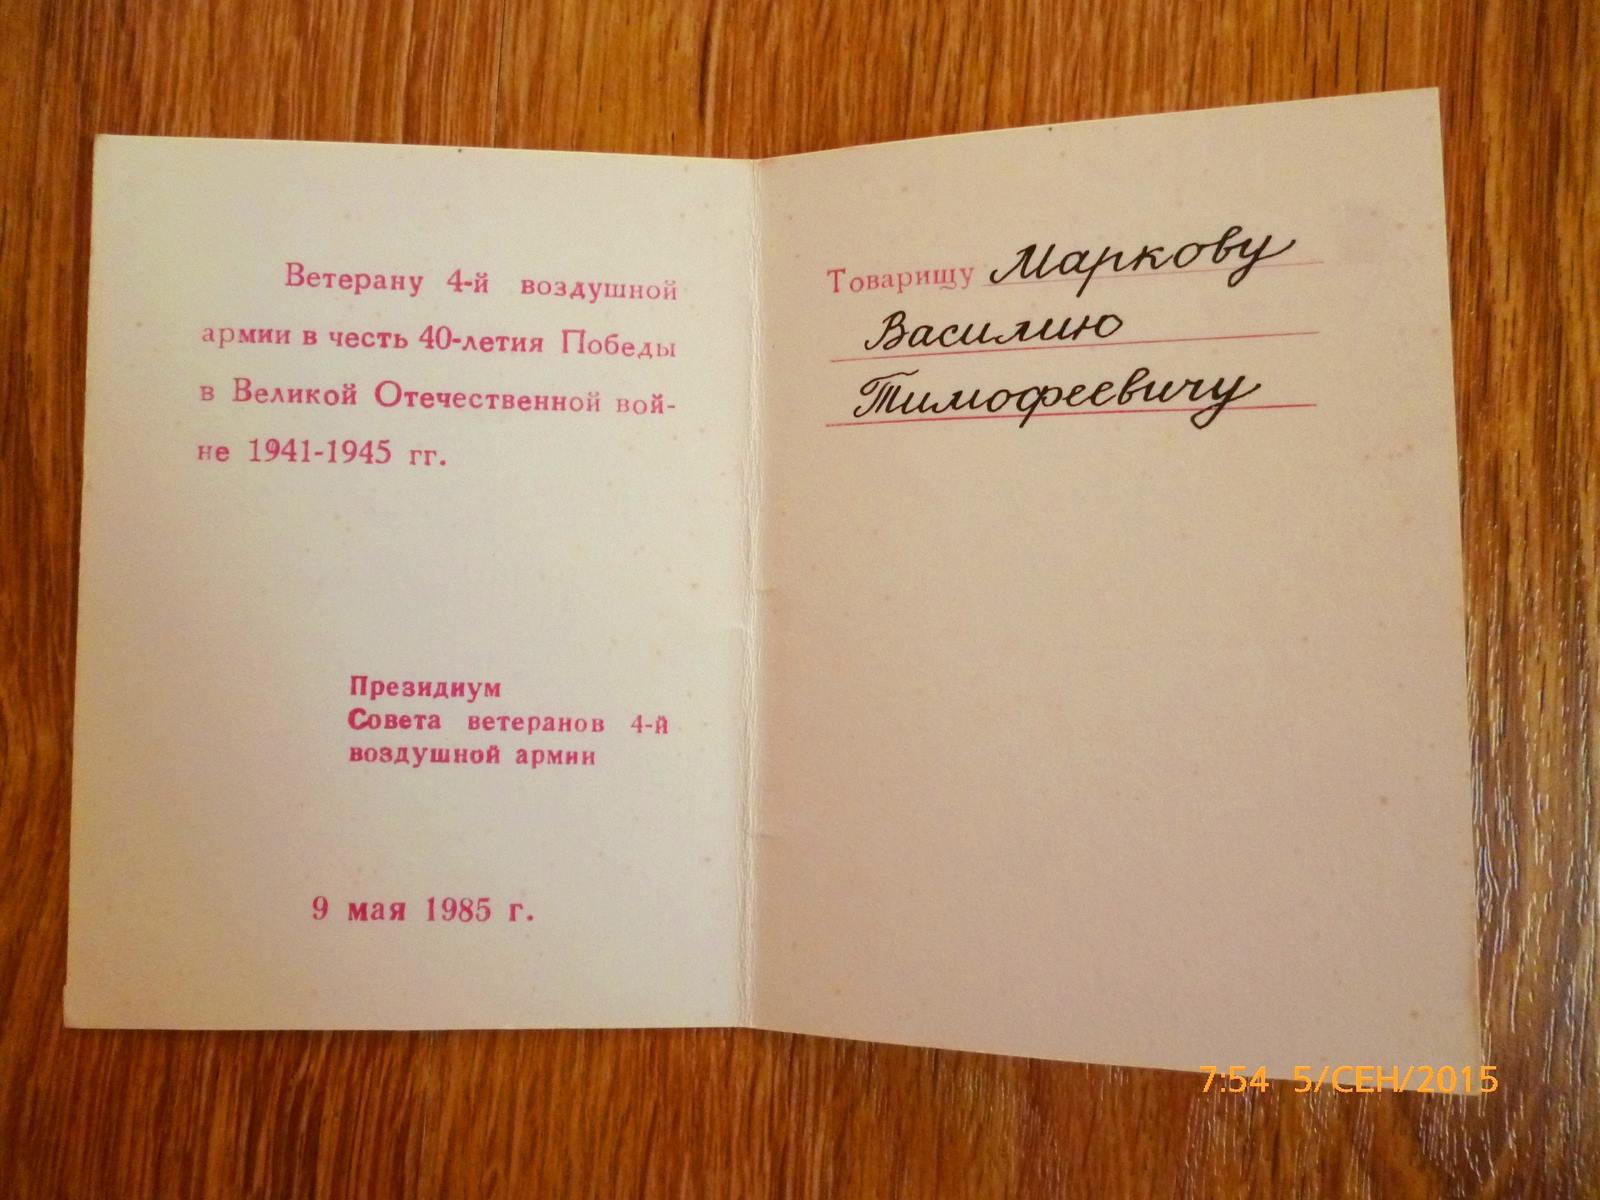 Ветерану 4-й воздушной
армии в честь 40-летия Победы
в Великой Отечественной вой-
не 1941-1945 гг.
Президиум
Совета ветеранов 4-й
воздушной армии
9 мая 1985 г.
Товарищу Маркову
Василию
Тимофеевичу
7:54 5/СЕН/2015